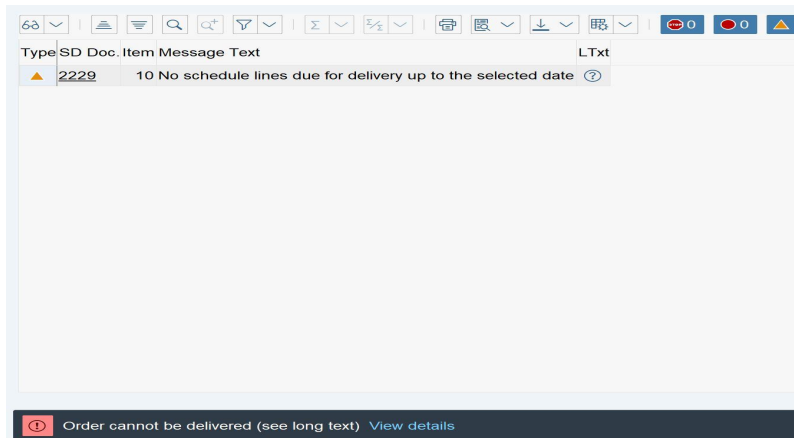 STOP 0 0
Type SD Doc. Item Message Text LTxt
2229 10 No schedule lines due for delivery up to the selected date ?
Order cannot be delivered (see long text) View details